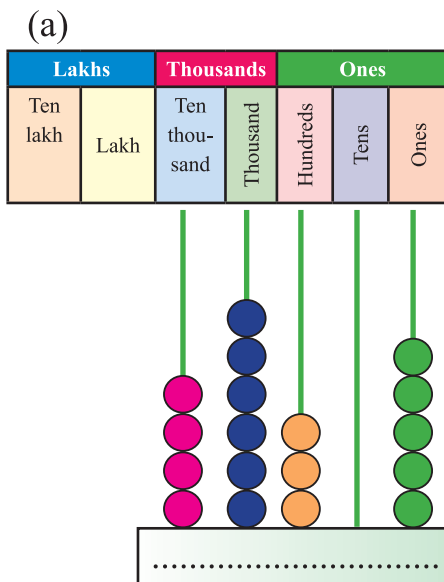 (a)
Lakhs Thousands Ones
Ten lakh Lakh Ten thou-sand Thousand Hundreds Tens Ones
..............................